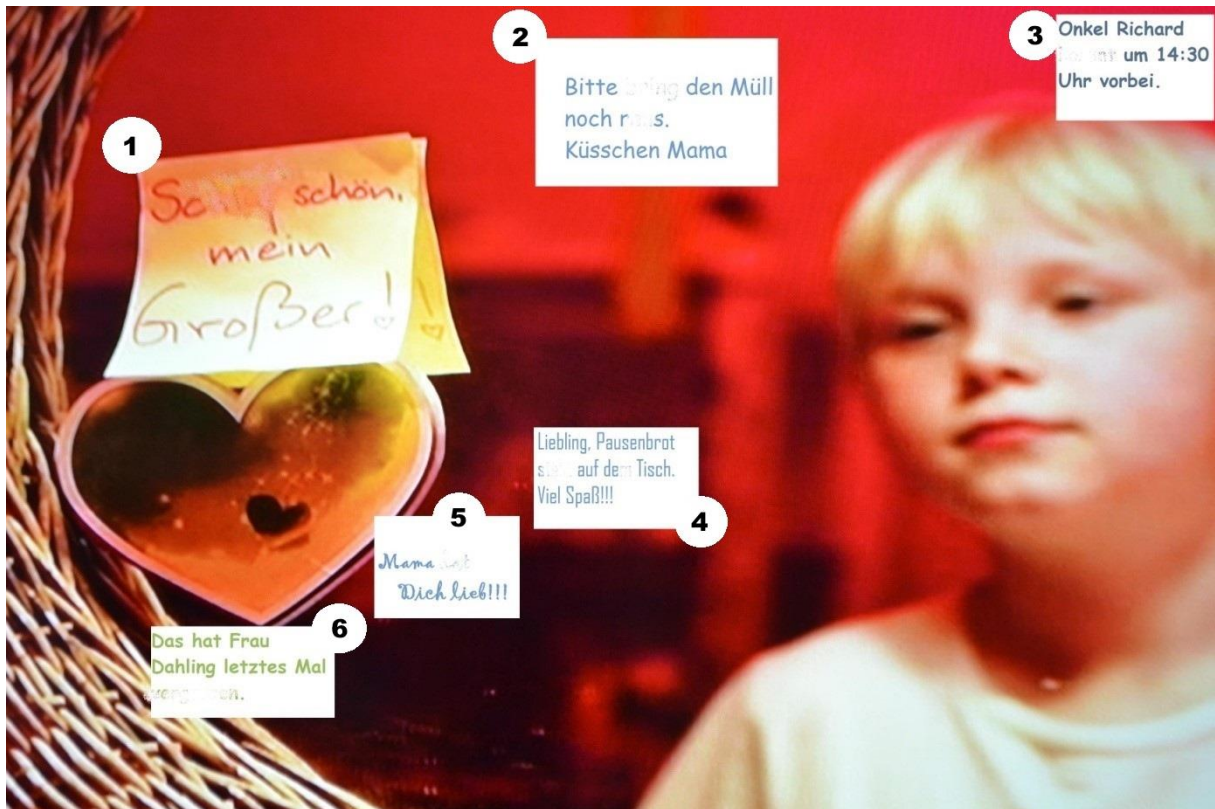 1
schön,
mein
Großer!
!
2
Bitte den Müll
noch
Küsschen Mama
3
Onkel Richard
um 14:30
Uhr vorbei.
Liebling, Pausenbrot
auf dem Tisch.
Viel Spaß!!!
4
5
Mama
Dich lieb!!!
6
Das hat Frau
Dahling letztes Mal